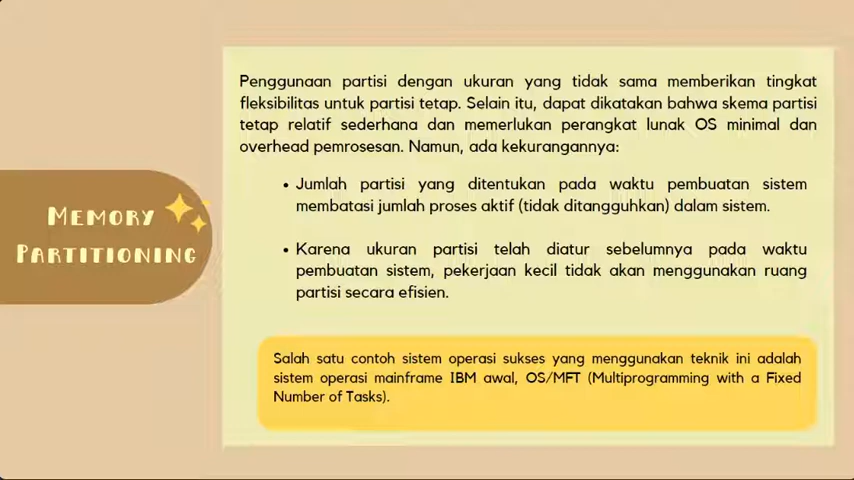 Memory
Partitioning
Penggunaan partisi dengan ukuran yang tidak sama memberikan tingkat
fleksibilitas untuk partisi tetap. Selain itu, dapat dikatakan bahwa skema partisi
tetap relatif sederhana dan memerlukan perangkat lunak OS minimal dan
overhead pemrosesan. Namun, ada kekurangannya:
• Jumlah partisi yang ditentukan pada waktu pembuatan sistem
membatasi jumlah proses aktif (tidak ditangguhkan) dalam sistem.
• Karena ukuran partisi telah diatur sebelumnya pada waktu
pembuatan sistem, pekerjaan kecil tidak akan menggunakan ruang
partisi secara efisien.
Salah satu contoh sistem operasi sukses yang menggunakan teknik ini adalah
sistem operasi mainframe IBM awal, OS/MFT (Multiprogramming with a Fixed
Number of Tasks).